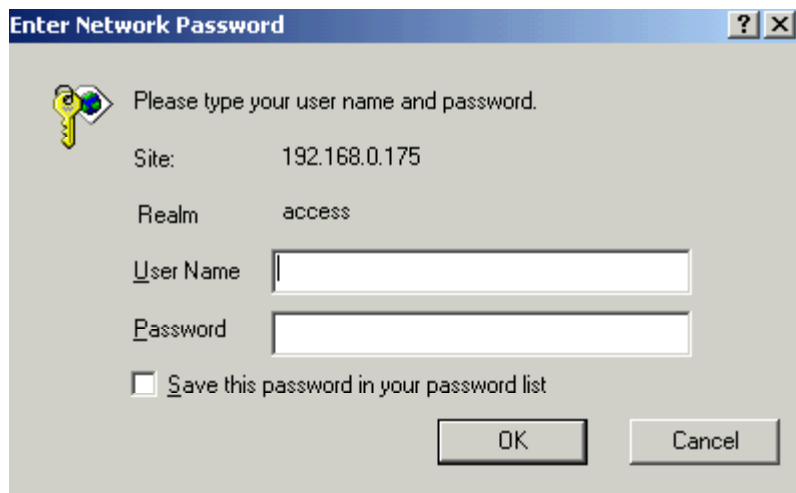 Enter Network Password
Please type your user name and password.
Site: 192.168.0.175
Realm access
User Name
Password
Save this password in your password list
OK Cancel